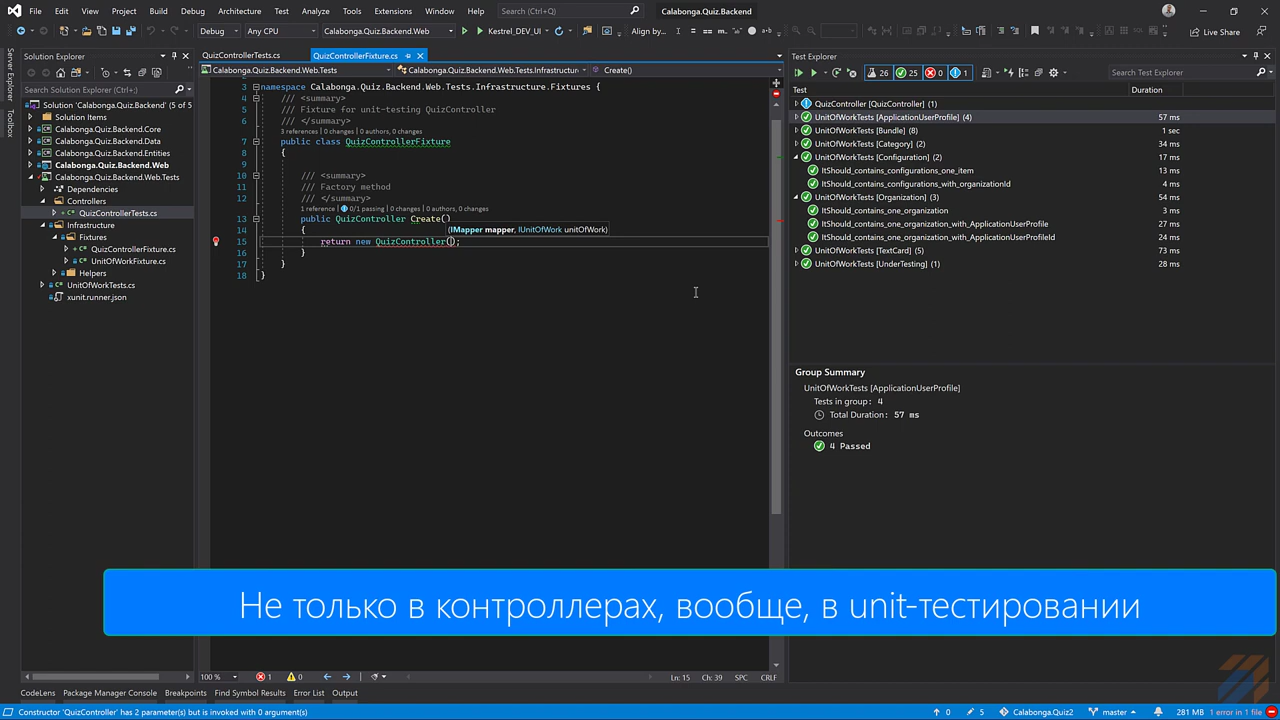 File Edit View Git Project Build Debug Architecture Test Analyze Tools Extensions Window Help Search (Ctrl+Q) Calabonga.Quiz.Backend
Debug Any CPU Calabonga.Quiz.Backend.Web Kestrel_DEV_UI Align by... Live Share
Server Explorer
Toolbox
Solution Explorer
Search Solution Explorer (Ctrl+;)
Solution 'Calabonga.Quiz.Backend' (5 of 5)
Solution Items
Calabonga.Quiz.Backend.Core
Calabonga.Quiz.Backend.Data
Calabonga.Quiz.Backend.Entities
Calabonga.Quiz.Backend.Web
Calabonga.Quiz.Backend.Web.Tests
Dependencies
Controllers
QuizControllerTests.cs
Infrastructure
Fixtures
QuizControllerFixture.cs
UnitOfWorkFixture.cs
Helpers
UnitOfWorkTests.cs
xunit.runner.json
QuizControllerTests.cs QuizControllerFixture.cs
Calabonga.Quiz.Backend.Web.Tests Calabonga.Quiz.Backend.Web.Tests.Infrastructure Create()
3 namespace Calabonga.Quiz.Backend.Web.Tests.Infrastructure.Fixtures {
4 /// <summary>
5 /// Fixture for unit-testing QuizController
6 /// </summary>
3 references | 0 changes | 0 authors, 0 changes
7 public class QuizControllerFixture
8 {
9
10 /// <summary>
11 /// Factory method
12 /// </summary>
1 reference | 0/1 passing | 0 changes | 0 authors, 0 changes
13 public QuizController Create()
14 {
(IMapper mapper, IUnitOfWork unitOfWork)
15 return new QuizController();
16 }
17 }
18 }
Test Explorer
26 25 0 1 Search Test Explorer
Test Duration
QuizController [QuizController] (1)
UnitOfWorkTests [ApplicationUserProfile] (4) 57 ms
UnitOfWorkTests [Bundle] (8) 1 sec
UnitOfWorkTests [Category] (2) 34 ms
UnitOfWorkTests [Configuration] (2) 17 ms
ItShould_contains_configurations_one_item 7 ms
ItShould_contains_configurations_with_organizationId 10 ms
UnitOfWorkTests [Organization] (3) 54 ms
ItShould_contains_one_organization 3 ms
ItShould_contains_one_organization_with_ApplicationUserProfile 27 ms
ItShould_contains_one_organization_with_ApplicationUserProfileId 24 ms
UnitOfWorkTests [TextCard] (5) 73 ms
UnitOfWorkTests [UnderTesting] (1) 28 ms
Group Summary
UnitOfWorkTests [ApplicationUserProfile]
Tests in group: 4
Total Duration: 57 ms
Outcomes
4 Passed
Не только в контроллерах, вообще, в unit-тестировании
100 % 1 0 Ln: 15 Ch: 39 SPC CRLF
CodeLens Package Manager Console Breakpoints Find Symbol Results Error List Output
Constructor 'QuizController' has 2 parameter(s) but is invoked with 0 argument(s) 0 5 Calabonga.Quiz2 master 281 MB 1 error in 1 file